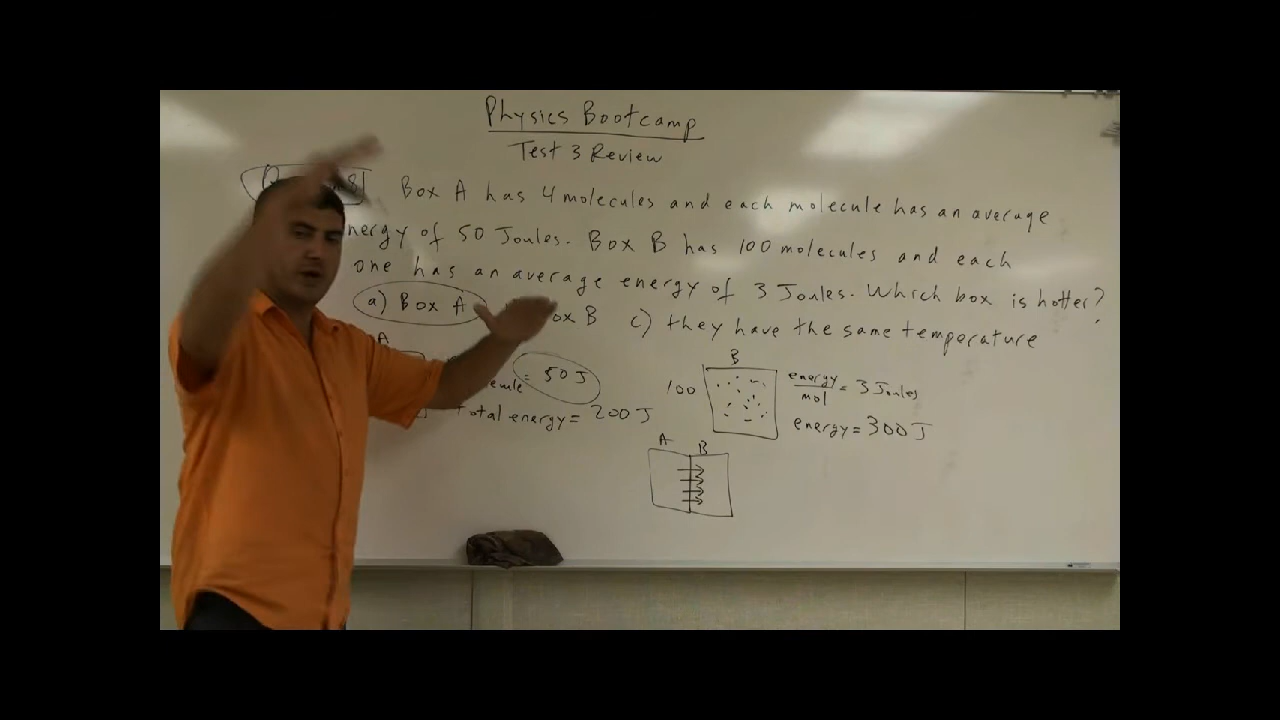 Physics Bootcamp
Test 3 Review
Box A has 4 molecules and each molecule has an average
nergy of 50 Joules. Box B has 100 molecules and each
one has an average energy of 3 Joules. Which box is hotter?
a) Box A ox B c) they have the same temperature
A
= 50 J
Total energy = 200 J
B
100
energy/mol = 3 Joules
energy = 300 J
A B